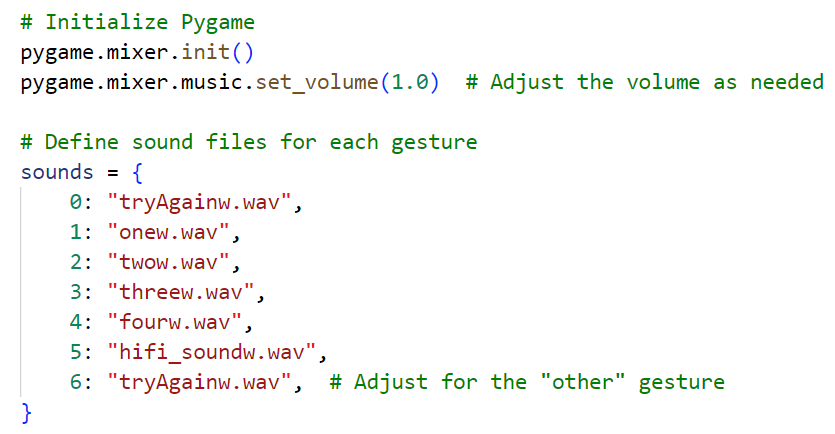 # Initialize Pygame
pygame.mixer.init()
pygame.mixer.music.set_volume(1.0)  # Adjust the volume as needed

# Define sound files for each gesture
sounds = {
    0: "tryAgainw.wav",
    1: "onew.wav",
    2: "twow.wav",
    3: "threew.wav",
    4: "fourw.wav",
    5: "hifi_soundw.wav",
    6: "tryAgainw.wav",  # Adjust for the "other" gesture
}